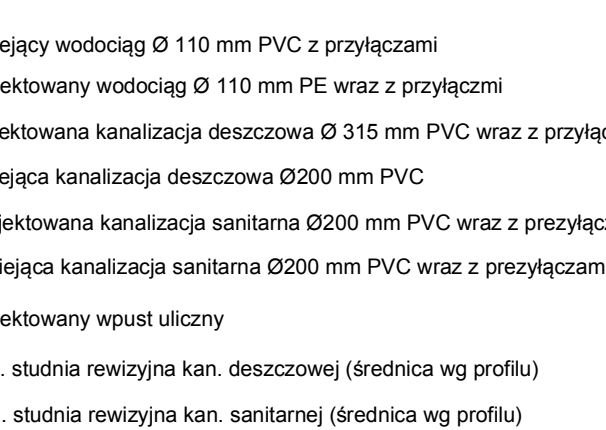 ejący wodociąg Ø 110 mm PVC z przyłączami
ektowany wodociąg Ø 110 mm PE wraz z przyłączmi
ektowana kanalizacja deszczowa Ø 315 mm PVC wraz z przyłąc
ejąca kanalizacja deszczowa Ø200 mm PVC
jektowana kanalizacja sanitarna Ø200 mm PVC wraz z prezyłącz
iejąca kanalizacja sanitarna Ø200 mm PVC wraz z prezyłączam
ektowany wpust uliczny
. studnia rewizyjna kan. deszczowej (średnica wg profilu)
. studnia rewizyjna kan. sanitarnej (średnica wg profilu)